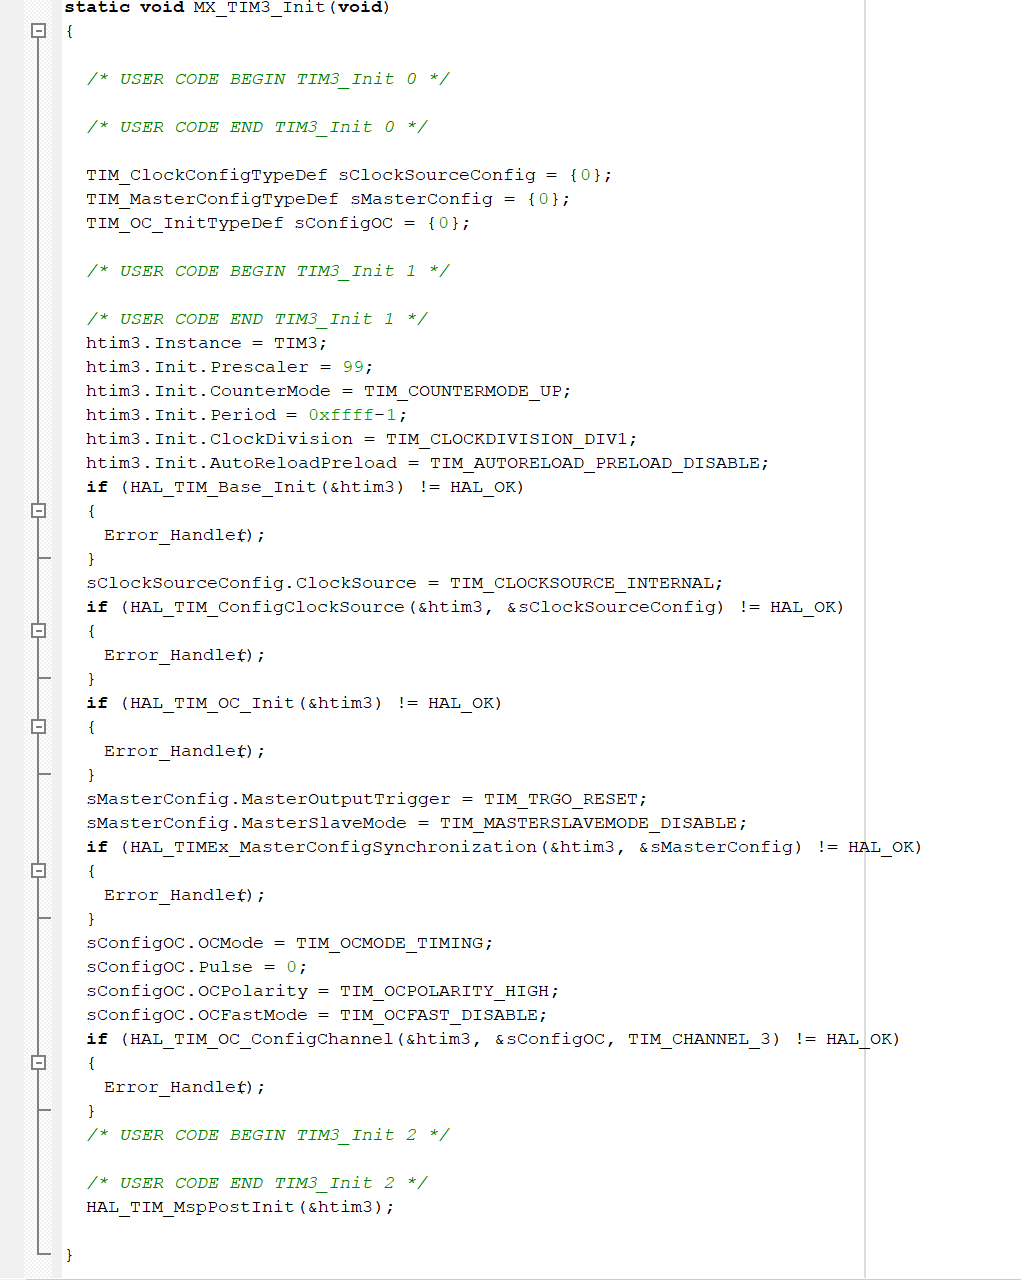 static void MX_TIM3_Init(void)
{
/* USER CODE BEGIN TIM3_Init 0 */
/* USER CODE END TIM3_Init 0 */
TIM_ClockConfigTypeDef sClockSourceConfig = {0};
TIM_MasterConfigTypeDef sMasterConfig = {0};
TIM_OC_InitTypeDef sConfigOC = {0};
/* USER CODE BEGIN TIM3_Init 1 */
/* USER CODE END TIM3_Init 1 */
htim3.Instance = TIM3;
htim3.Init.Prescaler = 99;
htim3.Init.CounterMode = TIM_COUNTERMODE_UP;
htim3.Init.Period = 0xffff-1;
htim3.Init.ClockDivision = TIM_CLOCKDIVISION_DIV1;
htim3.Init.AutoReloadPreload = TIM_AUTORELOAD_PRELOAD_DISABLE;
if (HAL_TIM_Base_Init(&htim3) != HAL_OK)
{
Error_Handler();
}
sClockSourceConfig.ClockSource = TIM_CLOCKSOURCE_INTERNAL;
if (HAL_TIM_ConfigClockSource(&htim3, &sClockSourceConfig) != HAL_OK)
{
Error_Handler();
}
if (HAL_TIM_OC_Init(&htim3) != HAL_OK)
{
Error_Handler();
}
sMasterConfig.MasterOutputTrigger = TIM_TRGO_RESET;
sMasterConfig.MasterSlaveMode = TIM_MASTERSLAVEMODE_DISABLE;
if (HAL_TIMEx_MasterConfigSynchronization(&htim3, &sMasterConfig) != HAL_OK)
{
Error_Handler();
}
sConfigOC.OCMode = TIM_OCMODE_TIMING;
sConfigOC.Pulse = 0;
sConfigOC.OCPolarity = TIM_OCPOLARITY_HIGH;
sConfigOC.OCFastMode = TIM_OCFAST_DISABLE;
if (HAL_TIM_OC_ConfigChannel(&htim3, &sConfigOC, TIM_CHANNEL_3) != HAL_OK)
{
Error_Handler();
}
/* USER CODE BEGIN TIM3_Init 2 */
/* USER CODE END TIM3_Init 2 */
HAL_TIM_MspPostInit(&htim3);
}